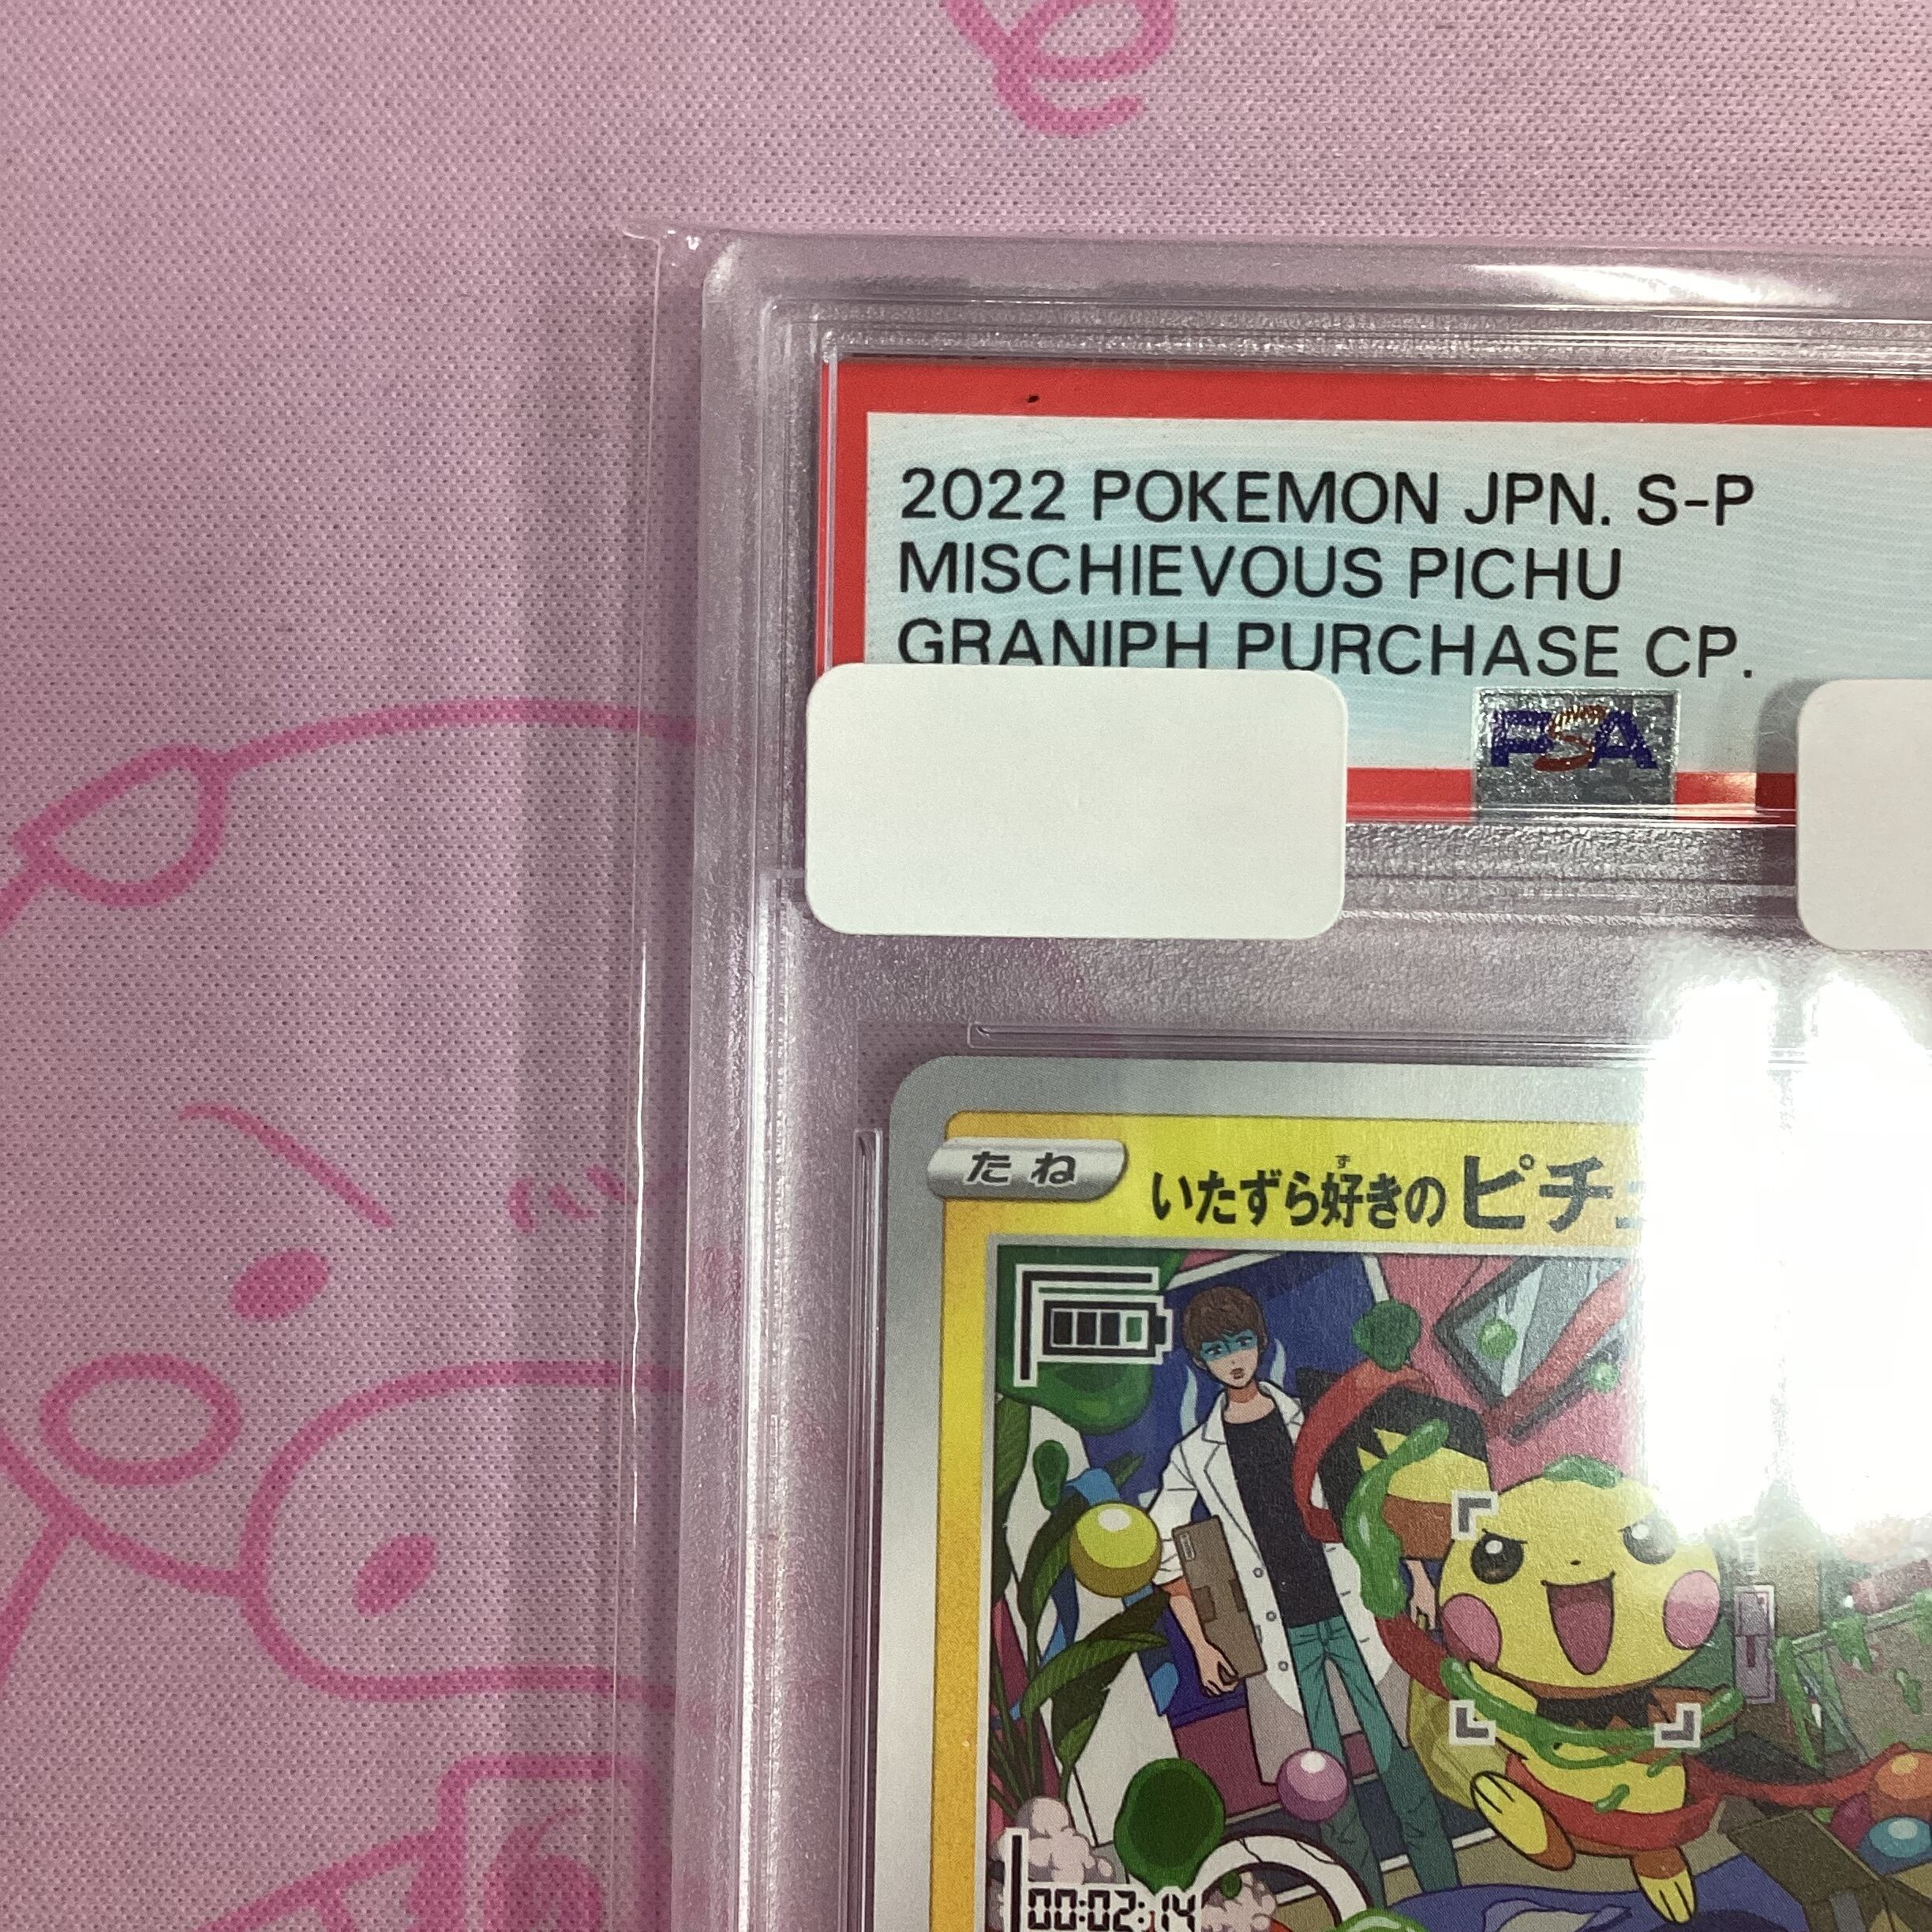 2022 POKEMON JPN. S-P
MISCHIEVOUS PICHU
GRANIPH PURCHASE CP.
PSA
たね
いたずら好きのピチ
ず
00:02:14